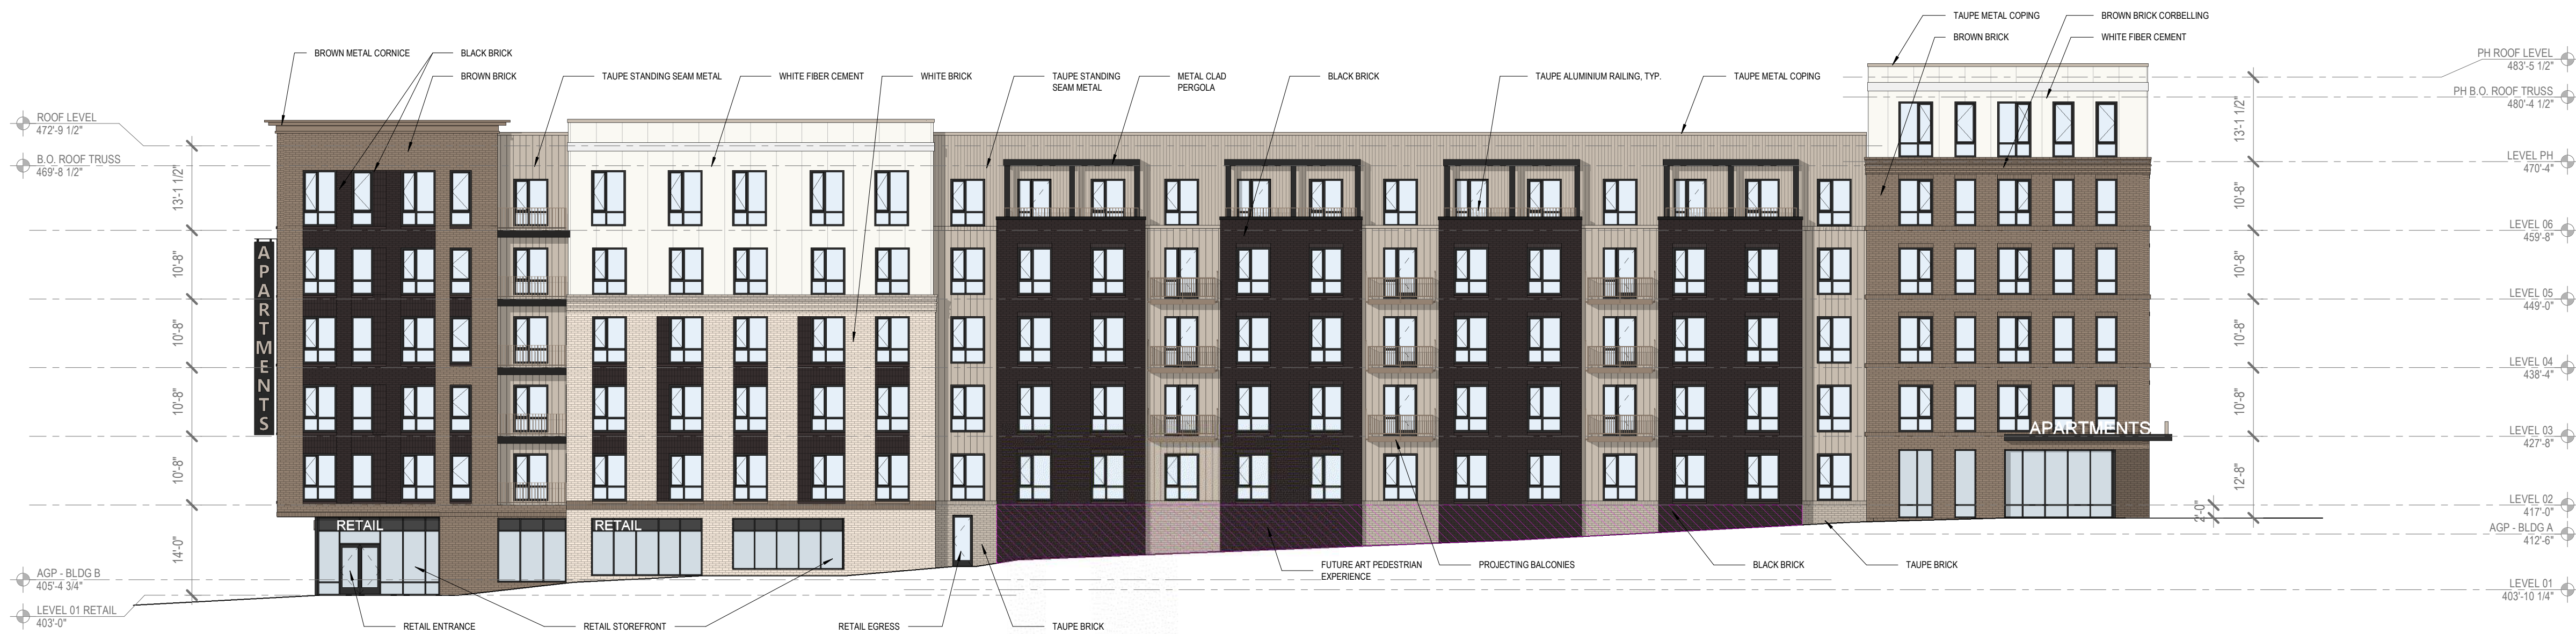 TAUPE METAL COPING
BROWN BRICK CORBELLING
BROWN BRICK
WHITE FIBER CEMENT
BROWN METAL CORNICE
BLACK BRICK
BROWN BRICK
TAUPE STANDING SEAM METAL
WHITE FIBER CEMENT
WHITE BRICK
TAUPE STANDING
SEAM METAL
METAL CLAD
PERGOLA
BLACK BRICK
TAUPE ALUMINIUM RAILING, TYP.
TAUPE METAL COPING
PH ROOF LEVEL
483'-5 1/2"
PH B.O. ROOF TRUSS
480'-4 1/2"
ROOF LEVEL
472'-9 1/2"
B.O. ROOF TRUSS
469'-8 1/2"
13'-1 1/2"
10'-8"
10'-8"
10'-8"
10'-8"
14'-0"
APARTMENTS
13'-1 1/2"
10'-8"
10'-8"
10'-8"
10'-8"
12'-8"
2'-0"
LEVEL PH
470'-4"
LEVEL 06
459'-8"
LEVEL 05
449'-0"
LEVEL 04
438'-4"
LEVEL 03
427'-8"
LEVEL 02
417'-0"
AGP - BLDG A
412'-6"
LEVEL 01
403'-10 1/4"
APARTMENTS
RETAIL
RETAIL
AGP - BLDG B
405'-4 3/4"
LEVEL 01 RETAIL
403'-0"
FUTURE ART PEDESTRIAN
EXPERIENCE
PROJECTING BALCONIES
BLACK BRICK
TAUPE BRICK
RETAIL ENTRANCE
RETAIL STOREFRONT
RETAIL EGRESS
TAUPE BRICK